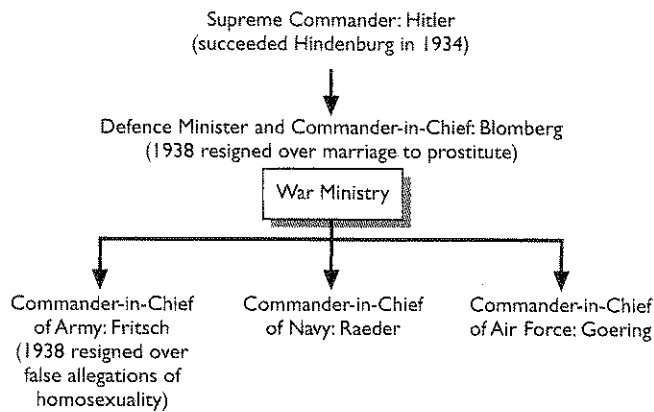 Supreme Commander: Hitler
(succeeded Hindenburg in 1934)
Defence Minister and Commander-in-Chief: Blomberg
(1938 resigned over marriage to prostitute)
War Ministry
Commander-in-Chief
of Army: Fritsch
(1938 resigned over
false allegations of
homosexuality)
Commander-in-Chief
of Navy: Raeder
Commander-in-Chief
of Air Force: Goering